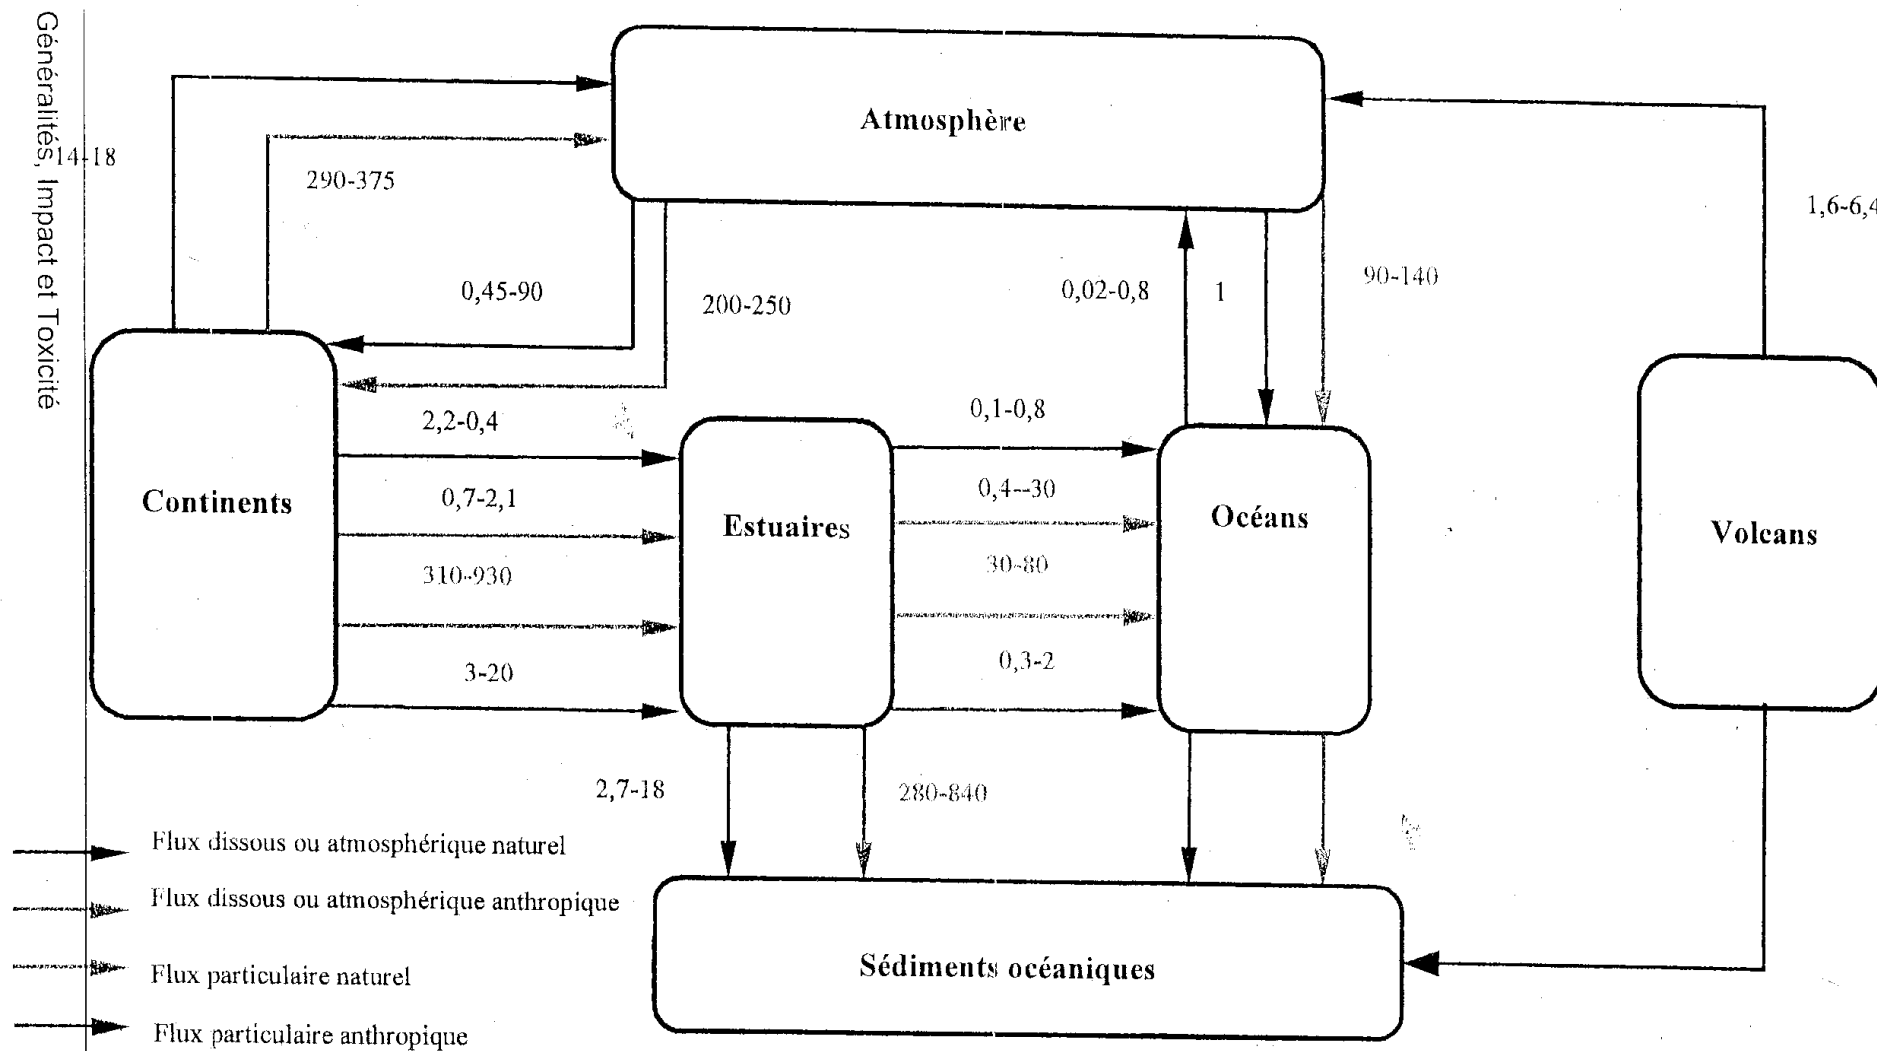 Généralités, Impact et Toxicité
Atmosphère
14-18
290-375
1,6-6,4
0,45-90
200-250
0,02-0,8
1
90-140
2,2-0,4
0,1-0,8
Continents
0,7-2,1
Estuaires
0,4--30
Océans
Volcans
310-930
30-80
3-20
0,3-2
2,7-18
280-840
Flux dissous ou atmosphérique naturel
Flux dissous ou atmosphérique anthropique
Flux particulaire naturel
Flux particulaire anthropique
Sédiments océaniques